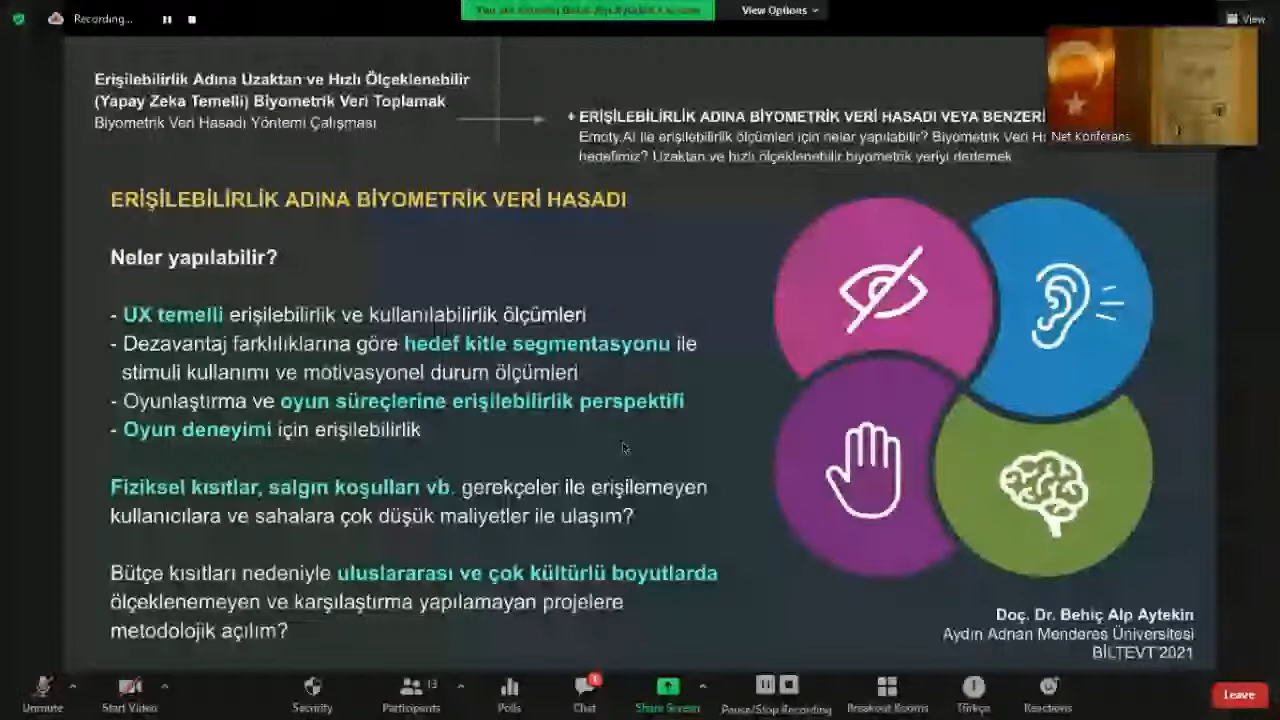 Recording...
View Options
View
Erişilebilirlik Adına Uzaktan ve Hızlı Ölçeklenebilir
(Yapay Zeka Temelli) Biyometrik Veri Toplamak
Biyometrik Veri Hasadı Yöntemi Çalışması
+ ERİŞİLEBİLİRLİK ADINA BİYOMETRİK VERİ HASADI VEYA BENZERİ
Emoty.AI ile erişilebilirlik ölçümleri için neler yapılabilir? Biyometrik Veri
hedefimiz? Uzaktan ve hızlı ölçeklenebilir biyometrik veriyi derlemek
Net Konferans
ERİŞİLEBİLİRLİK ADINA BİYOMETRİK VERİ HASADI
Neler yapılabilir?
- UX temelli erişilebilirlik ve kullanılabilirlik ölçümleri
- Dezavantaj farklılıklarına göre hedef kitle segmentasyonu ile
stimuli kullanımı ve motivasyonel durum ölçümleri
- Oyunlaştırma ve oyun süreçlerine erişilebilirlik perspektifi
- Oyun deneyimi için erişilebilirlik
Fiziksel kısıtlar, salgın koşulları vb. gerekçeler ile erişilemeyen
kullanıcılara ve sahalara çok düşük maliyetler ile ulaşım?
Bütçe kısıtları nedeniyle uluslararası ve çok kültürlü boyutlarda
ölçeklenemeyen ve karşılaştırma yapılamayan projelere
metodolojik açılım?
Doç. Dr. Behiç Alp Aytekin
Aydın Adnan Menderes Üniversitesi
BİLTEVT'2021
13
1
Unmute
Start Video
Security
Participants
Polls
Chat
Share Screen
Pause/Stop Recording
Breakout Rooms
Türkçe
Reactions
Leave